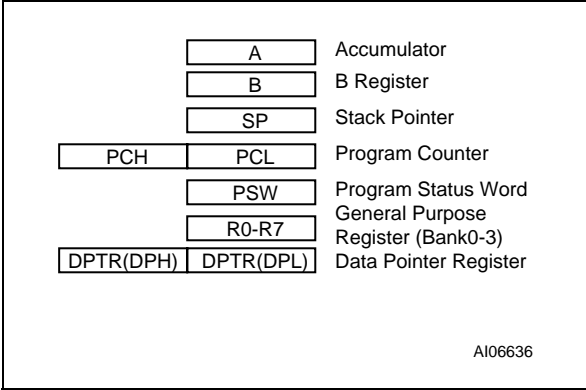 A Accumulator
B B Register
SP Stack Pointer
PCH PCL Program Counter
PSW Program Status Word
R0-R7 General Purpose
Register (Bank0-3)
DPTR(DPH) DPTR(DPL) Data Pointer Register
AI06636